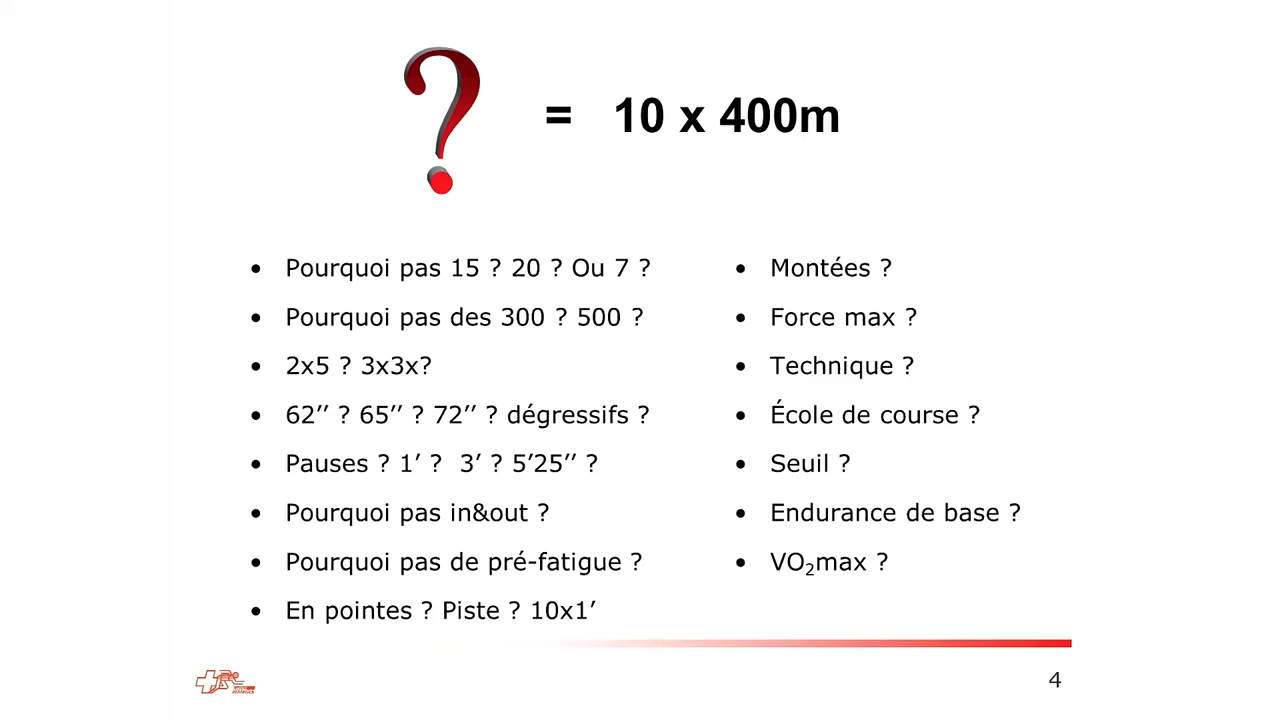 ? = 10 x 400m
• Pourquoi pas 15 ? 20 ? Ou 7 ?
• Pourquoi pas des 300 ? 500 ?
• 2x5 ? 3x3x?
• 62’’ ? 65’’ ? 72’’ ? dégressifs ?
• Pauses ? 1’ ?  3’ ? 5’25’’ ?
• Pourquoi pas in&out ?
• Pourquoi pas de pré-fatigue ?
• En pointes ? Piste ? 10x1’
• Montées ?
• Force max ?
• Technique ?
• École de course ?
• Seuil ?
• Endurance de base ?
• VO₂max ?
4